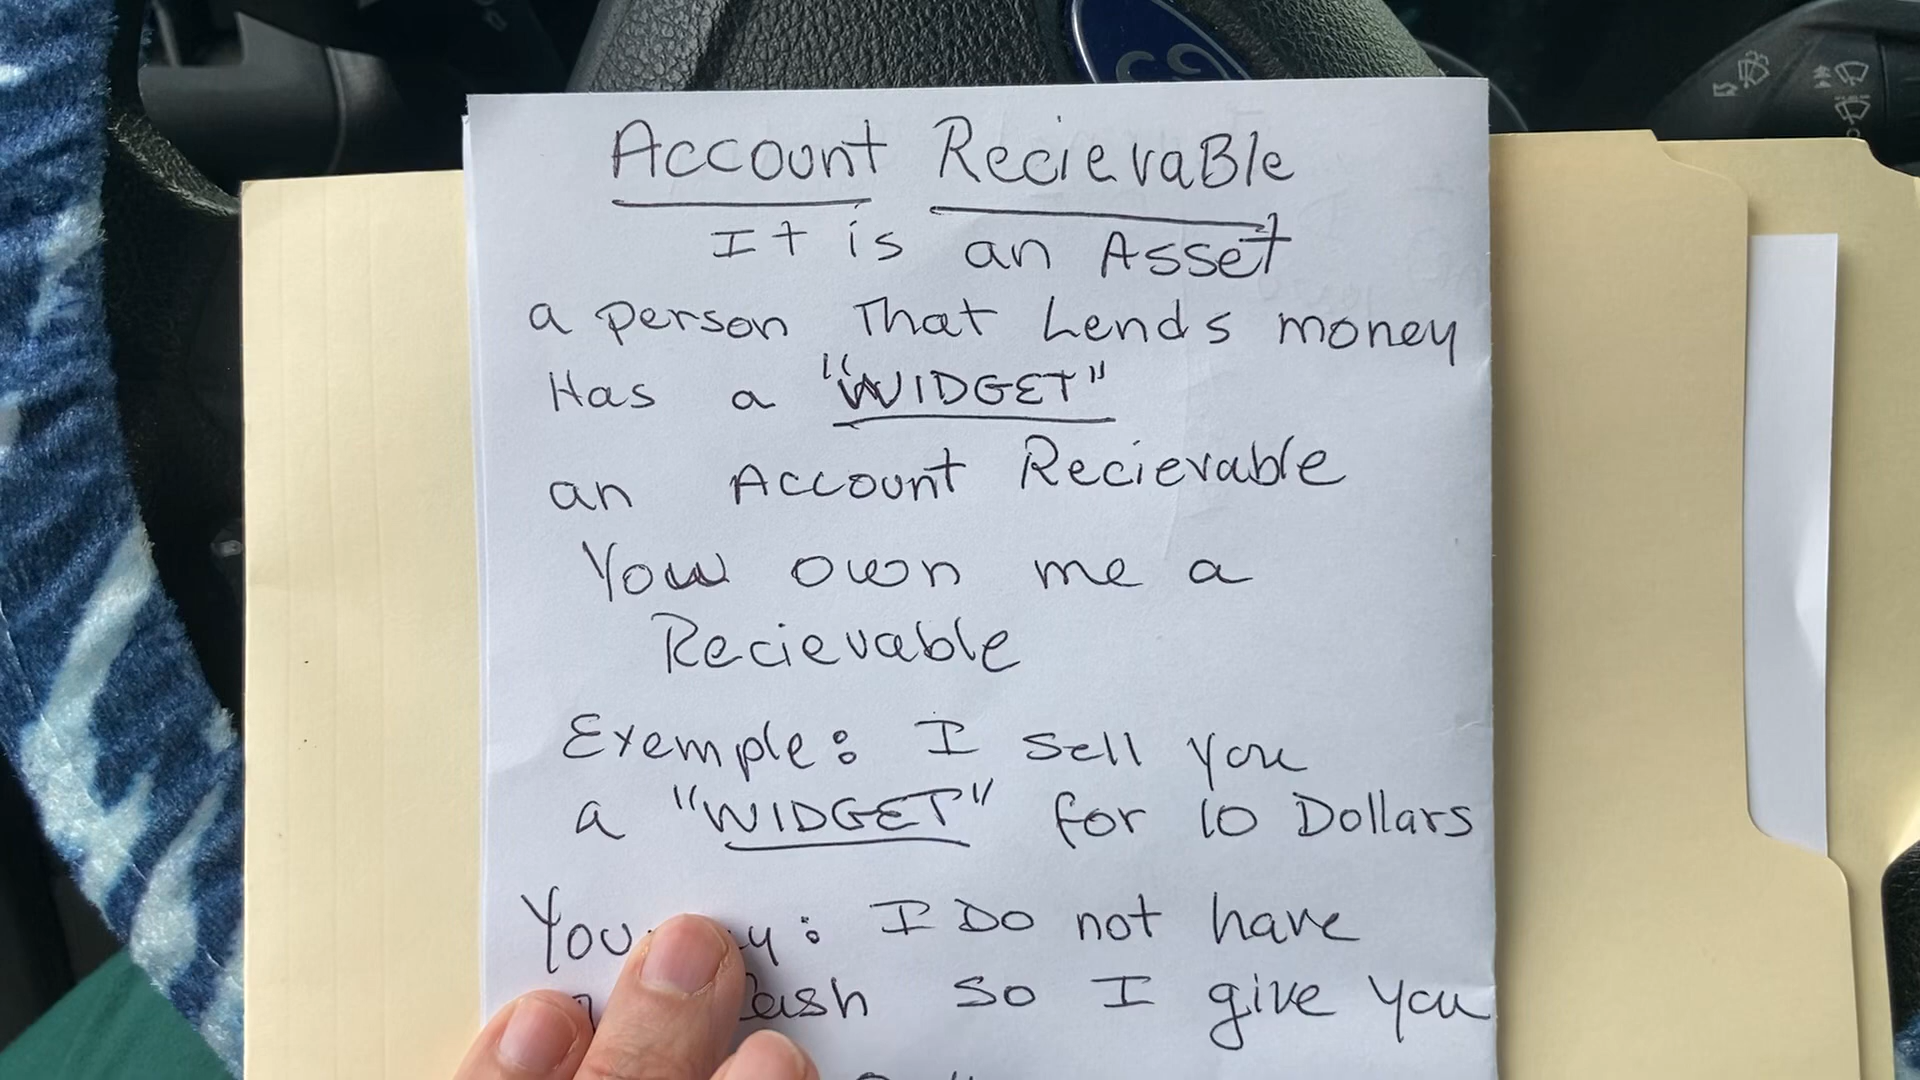 Account RecievaBle
It is an Asset
a person That Lends money
Has a "WIDGET"
an Account Recievable
You own me a
Recievable
Exemple: I sell you
a "WIDGET" for 10 Dollars
You : I Do not have
Cash so I give you